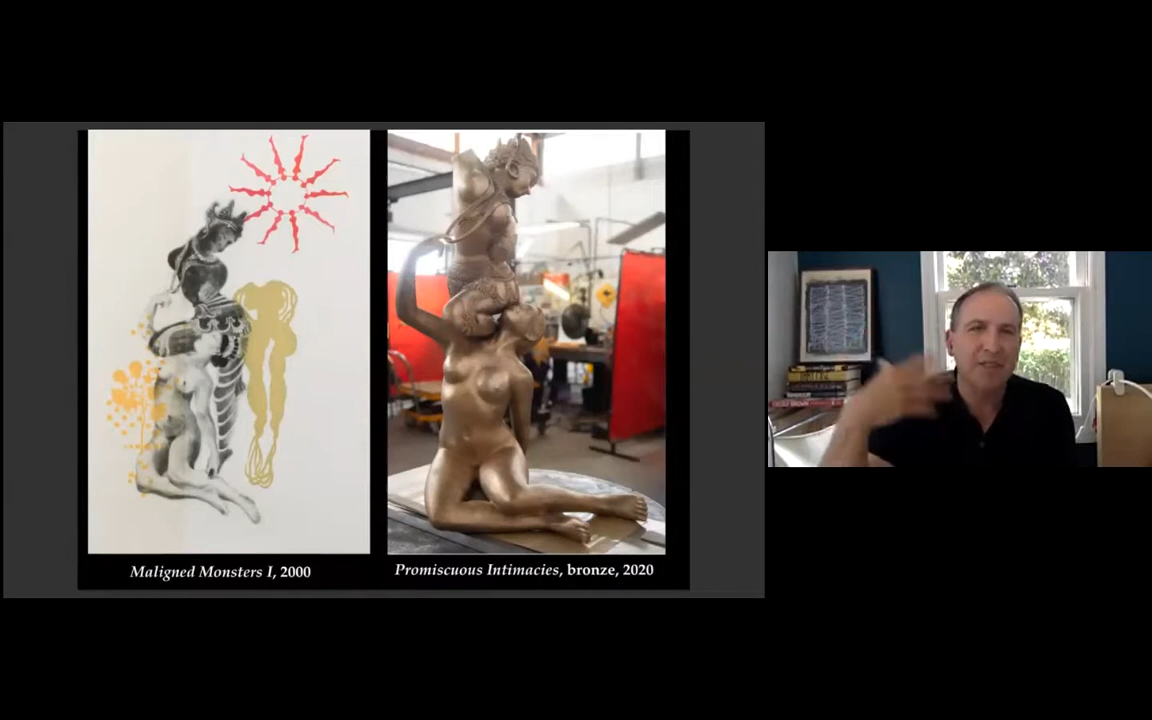 Maligned Monsters I, 2000
Promiscuous Intimacies, bronze, 2020